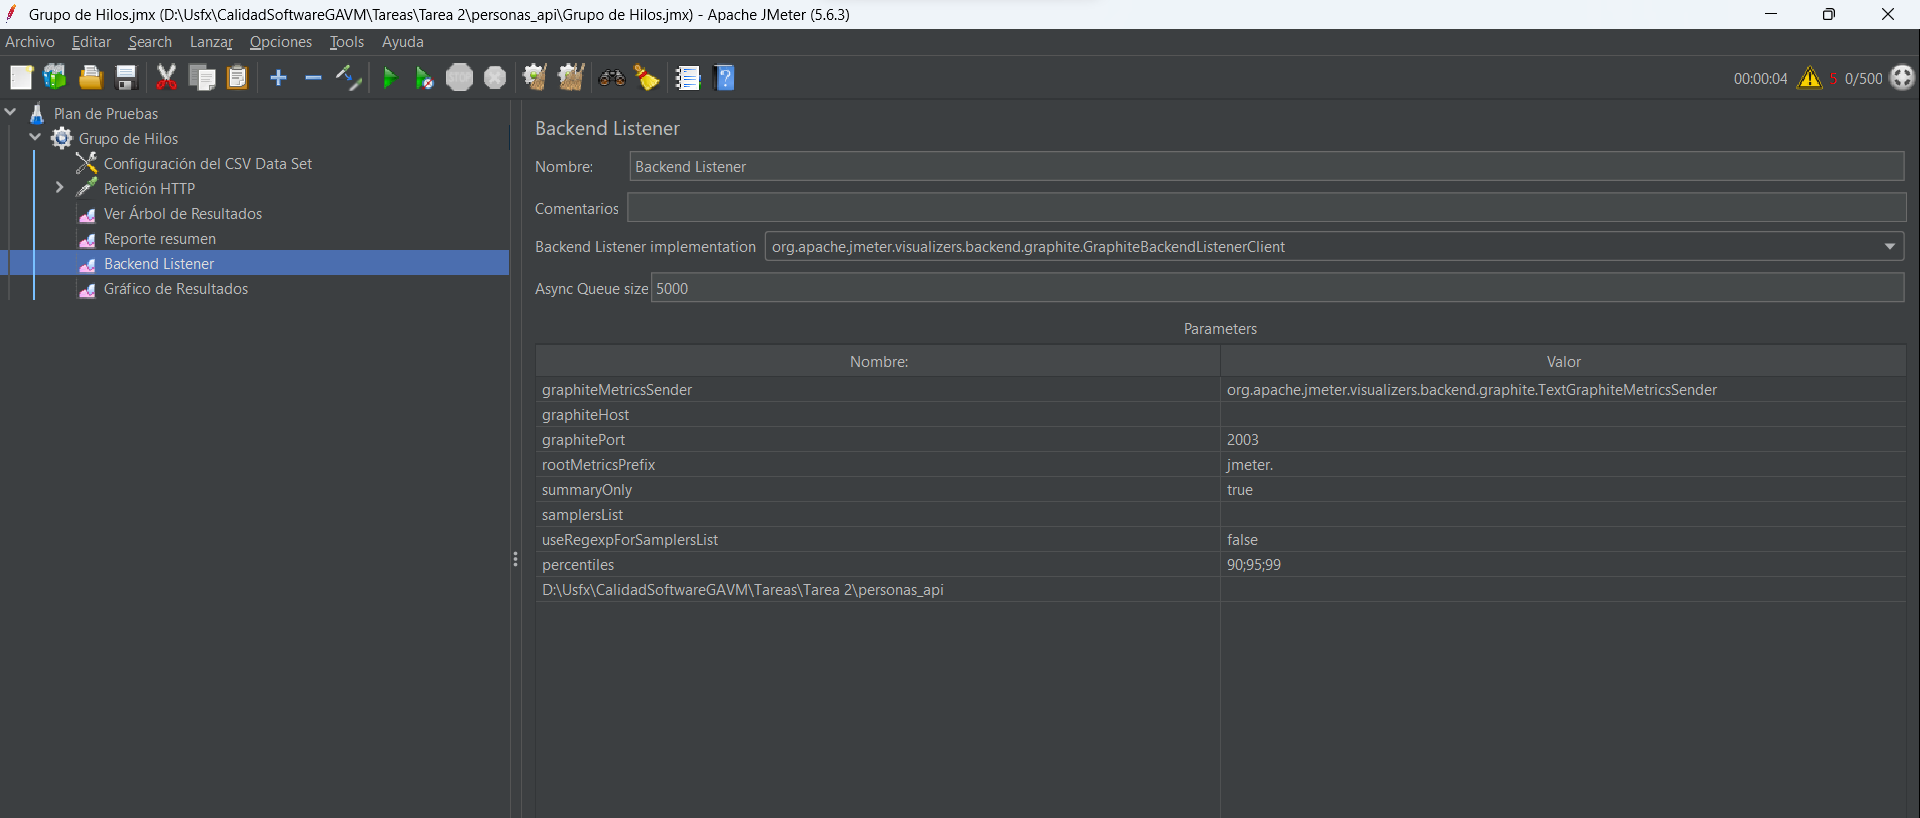 Grupo de Hilos.jmx (D:\Usfx\CalidadSoftwareGAVM\Tareas\Tarea 2\personas_api\Grupo de Hilos.jmx) - Apache JMeter (5.6.3)
Archivo Editar Search Lanzar Opciones Tools Ayuda
STOP
00:00:04 5 0/500
Plan de Pruebas
Grupo de Hilos
Configuración del CSV Data Set
Petición HTTP
Ver Árbol de Resultados
Reporte resumen
Backend Listener
Gráfico de Resultados
Backend Listener
Nombre: Backend Listener
Comentarios
Backend Listener implementation org.apache.jmeter.visualizers.backend.graphite.GraphiteBackendListenerClient
Async Queue size 5000
Parameters
Nombre: Valor
graphiteMetricsSender org.apache.jmeter.visualizers.backend.graphite.TextGraphiteMetricsSender
graphiteHost
graphitePort 2003
rootMetricsPrefix jmeter.
summaryOnly true
samplersList
useRegexpForSamplersList false
percentiles 90;95;99
D:\Usfx\CalidadSoftwareGAVM\Tareas\Tarea 2\personas_api